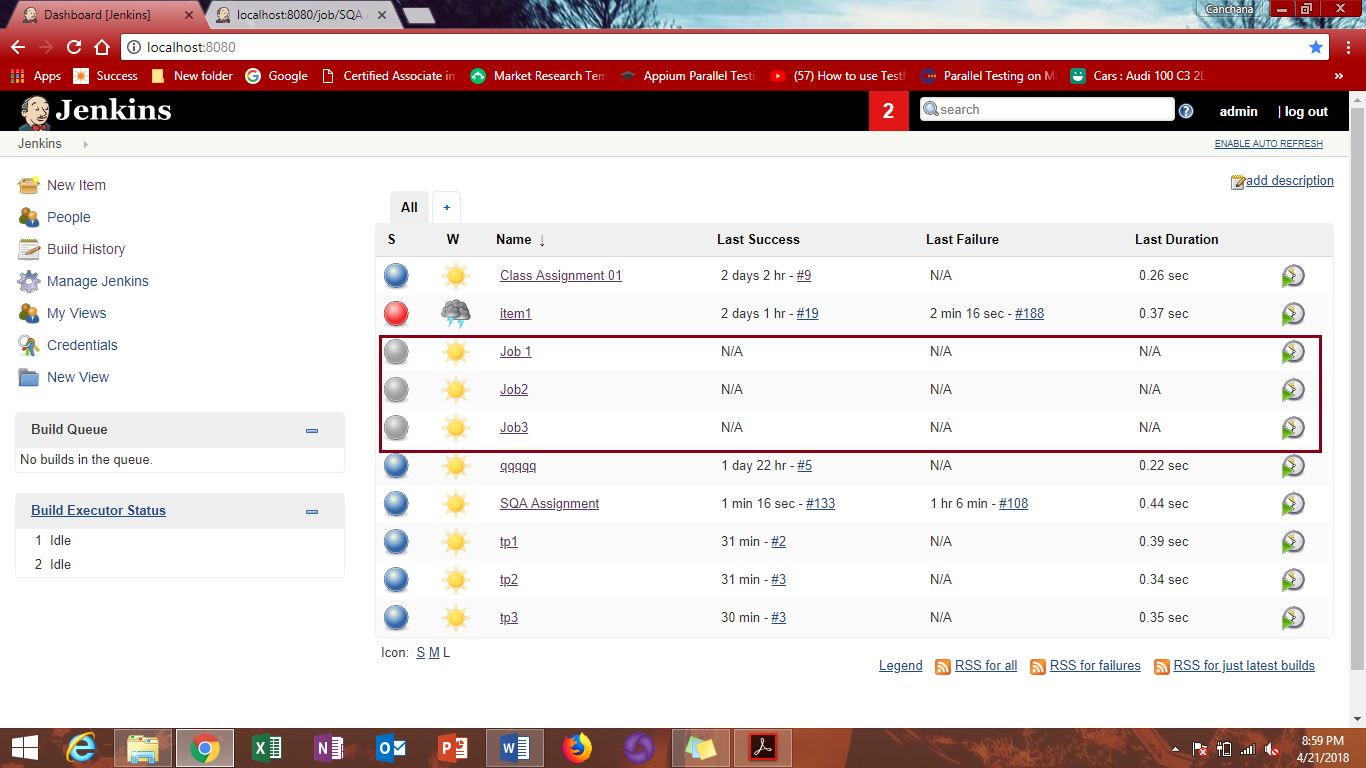 Dashboard [Jenkins]
localhost:8080/job/SQA
Canchana
localhost:8080
Apps Success New folder Google Certified Associate in Market Research Tem Appium Parallel Testi (57) How to use Test Parallel Testing on M Cars : Audi 100 C3 2L »
Jenkins 2 search ? admin | log out
Jenkins ENABLE AUTO REFRESH
add description
New Item
People
Build History
Manage Jenkins
My Views
Credentials
New View
Build Queue
No builds in the queue.
Build Executor Status
1 Idle
2 Idle
All +
S W Name ↓ Last Success Last Failure Last Duration
Class Assignment 01 2 days 2 hr - #9 N/A 0.26 sec
item1 2 days 1 hr - #19 2 min 16 sec - #188 0.37 sec
Job 1 N/A N/A N/A
Job2 N/A N/A N/A
Job3 N/A N/A N/A
qqqqq 1 day 22 hr - #5 N/A 0.22 sec
SQA Assignment 1 min 16 sec - #133 1 hr 6 min - #108 0.44 sec
tp1 31 min - #2 N/A 0.39 sec
tp2 31 min - #3 N/A 0.34 sec
tp3 30 min - #3 N/A 0.35 sec
Icon: S M L
Legend RSS for all RSS for failures RSS for just latest builds
8:59 PM
4/21/2018